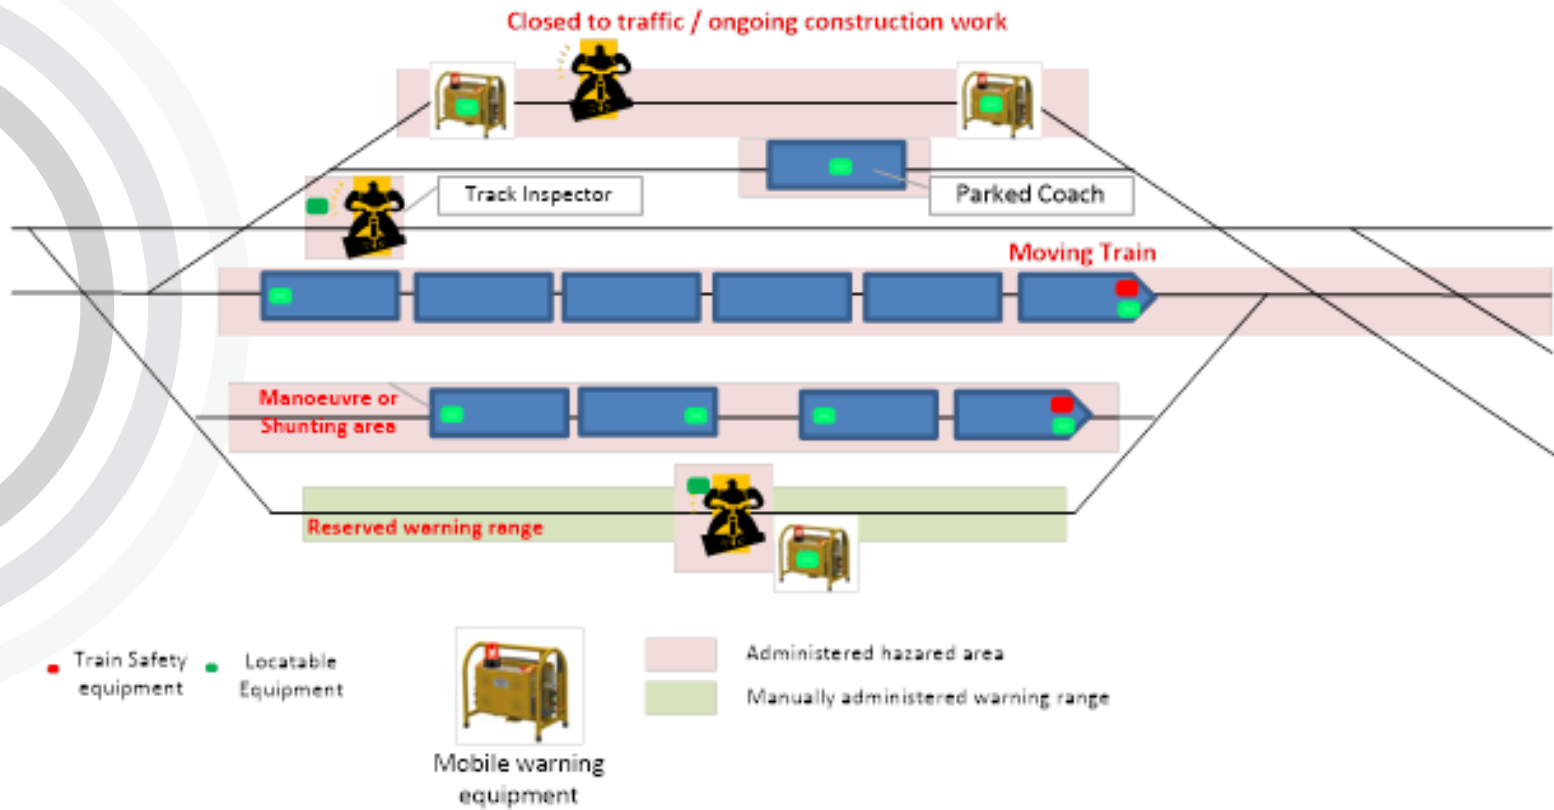 Closed to traffic / ongoing construction work
Track Inspector
Parked Coach
Moving Train
Manoeuvre or
Shunting area
Reserved warning range
Train Safety
equipment
Locatable
Equipment
Mobile warning
equipment
Administered hazared area
Manually administered warning range